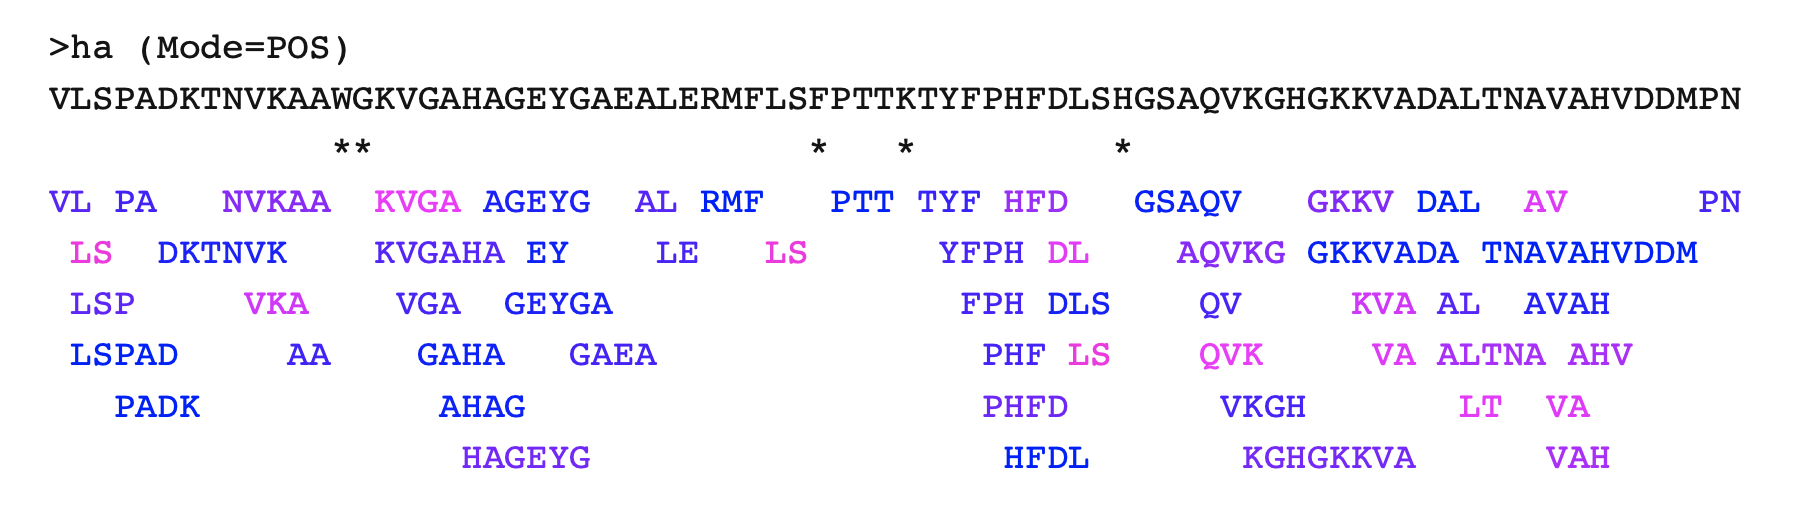 >ha (Mode=POS)
VLSPADKTNVKAAWGKVGAHAGEYGAEALERMFLSFPTTKTYFPHFDLSHGSAQVKGHGKKVADALTNAVAHVDDMPN
             **                    *   *         *
VL PA   NVKAA  KVGA AGEYG  AL RMF   PTT TYF HFD   GSAQV   GKKV DAL  AV      PN
 LS  DKTNVK    KVGAHA EY    LE   LS      YFPH DL    AQVKG GKKVADA TNAVAHVDDM
 LSP     VKA    VGA  GEYGA                FPH DLS    QV     KVA AL  AVAH
 LSPAD     AA    GAHA   GAEA               PHF LS    QVK     VA ALTNA AHV
   PADK           AHAG                     PHFD       VKGH       LT  VA
                   HAGEYG                   HFDL       KGHGKKVA      VAH